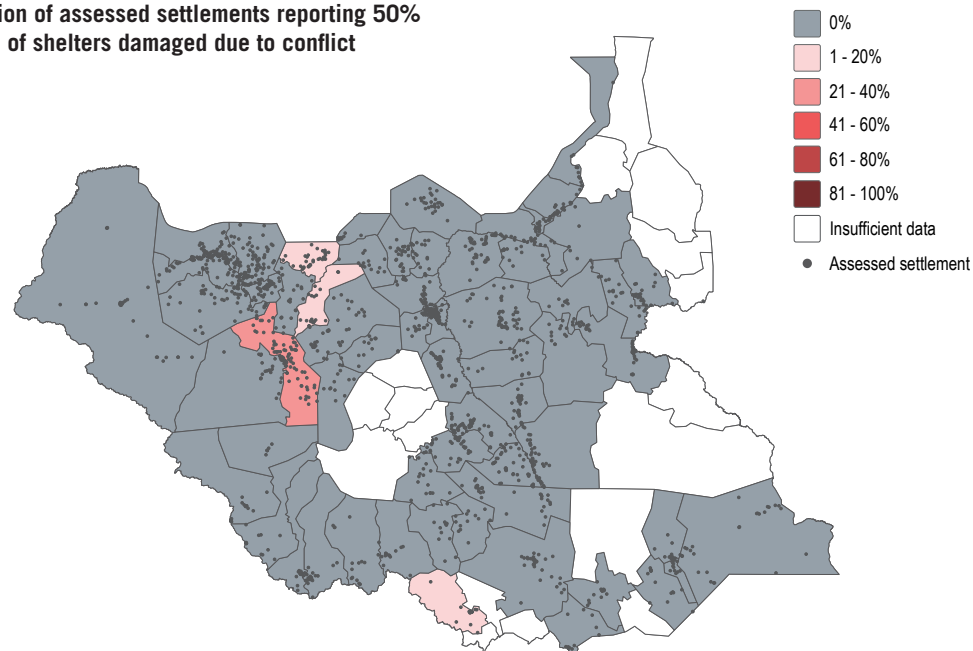 ion of assessed settlements reporting 50%
of shelters damaged due to conflict
0%
1 - 20%
21 - 40%
41 - 60%
61 - 80%
81 - 100%
Insufficient data
Assessed settlement